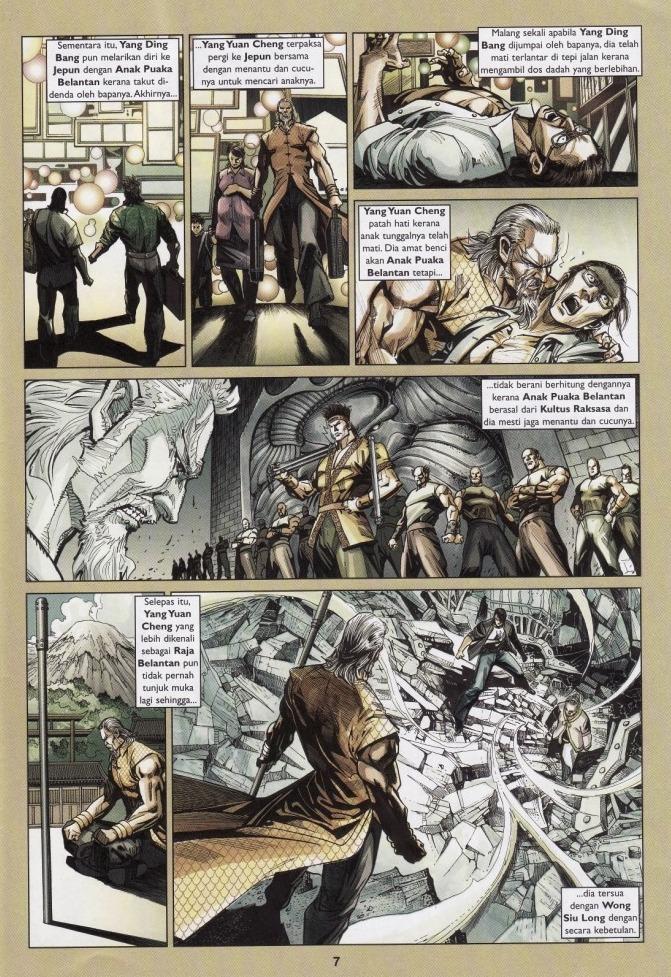 Sementara itu, Yang Ding
Bang pun melarikan diri ke
Jepun dengan Anak Puaka
Belantan kerana takut di-
denda oleh bapanya. Akhirnya...
...Yang Yuan Cheng terpaksa
pergi ke Jepun bersama
dengan menantu dan cucu-
nya untuk mencari anaknya.
Malang sekali apabila Yang Ding
Bang dijumpai oleh bapanya, dia telah
mati terlantar di tepi jalan kerana
mengambil dos dadah yang berlebihan.
Yang Yuan Cheng
patah hati kerana
anak tunggalnya telah
mati. Dia amat benci
akan Anak Puaka
Belantan tetapi...
...tidak berani berhitung dengannya
kerana Anak Puaka Belantan
berasal dari Kultus Raksasa dan
dia mesti jaga menantu dan cucunya.
Selepas itu,
Yang Yuan
Cheng yang
lebih dikenali
sebagai Raja
Belantan pun
tidak pernah
tunjuk muka
lagi sehingga...
...dia tersua
dengan Wong
Siu Long dengan
secara kebetulan.
7